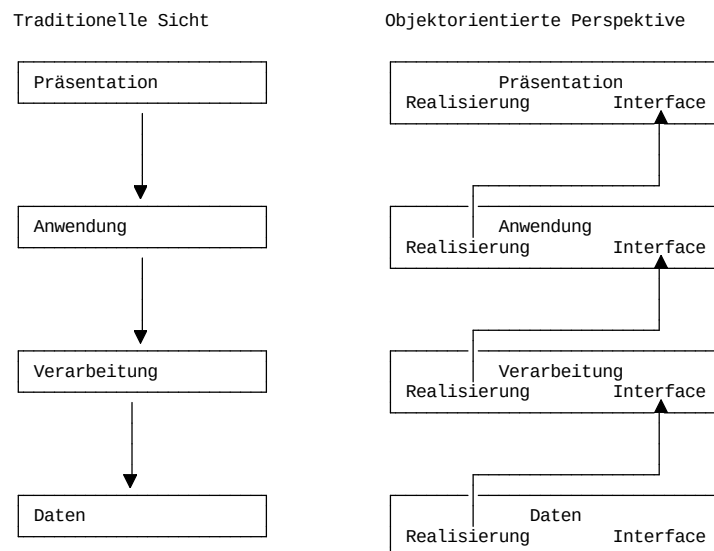 Traditionelle Sicht
Objektorientierte Perspektive
Präsentation
Präsentation
Realisierung Interface
Anwendung
Anwendung
Realisierung Interface
Verarbeitung
Verarbeitung
Realisierung Interface
Daten
Daten
Realisierung Interface